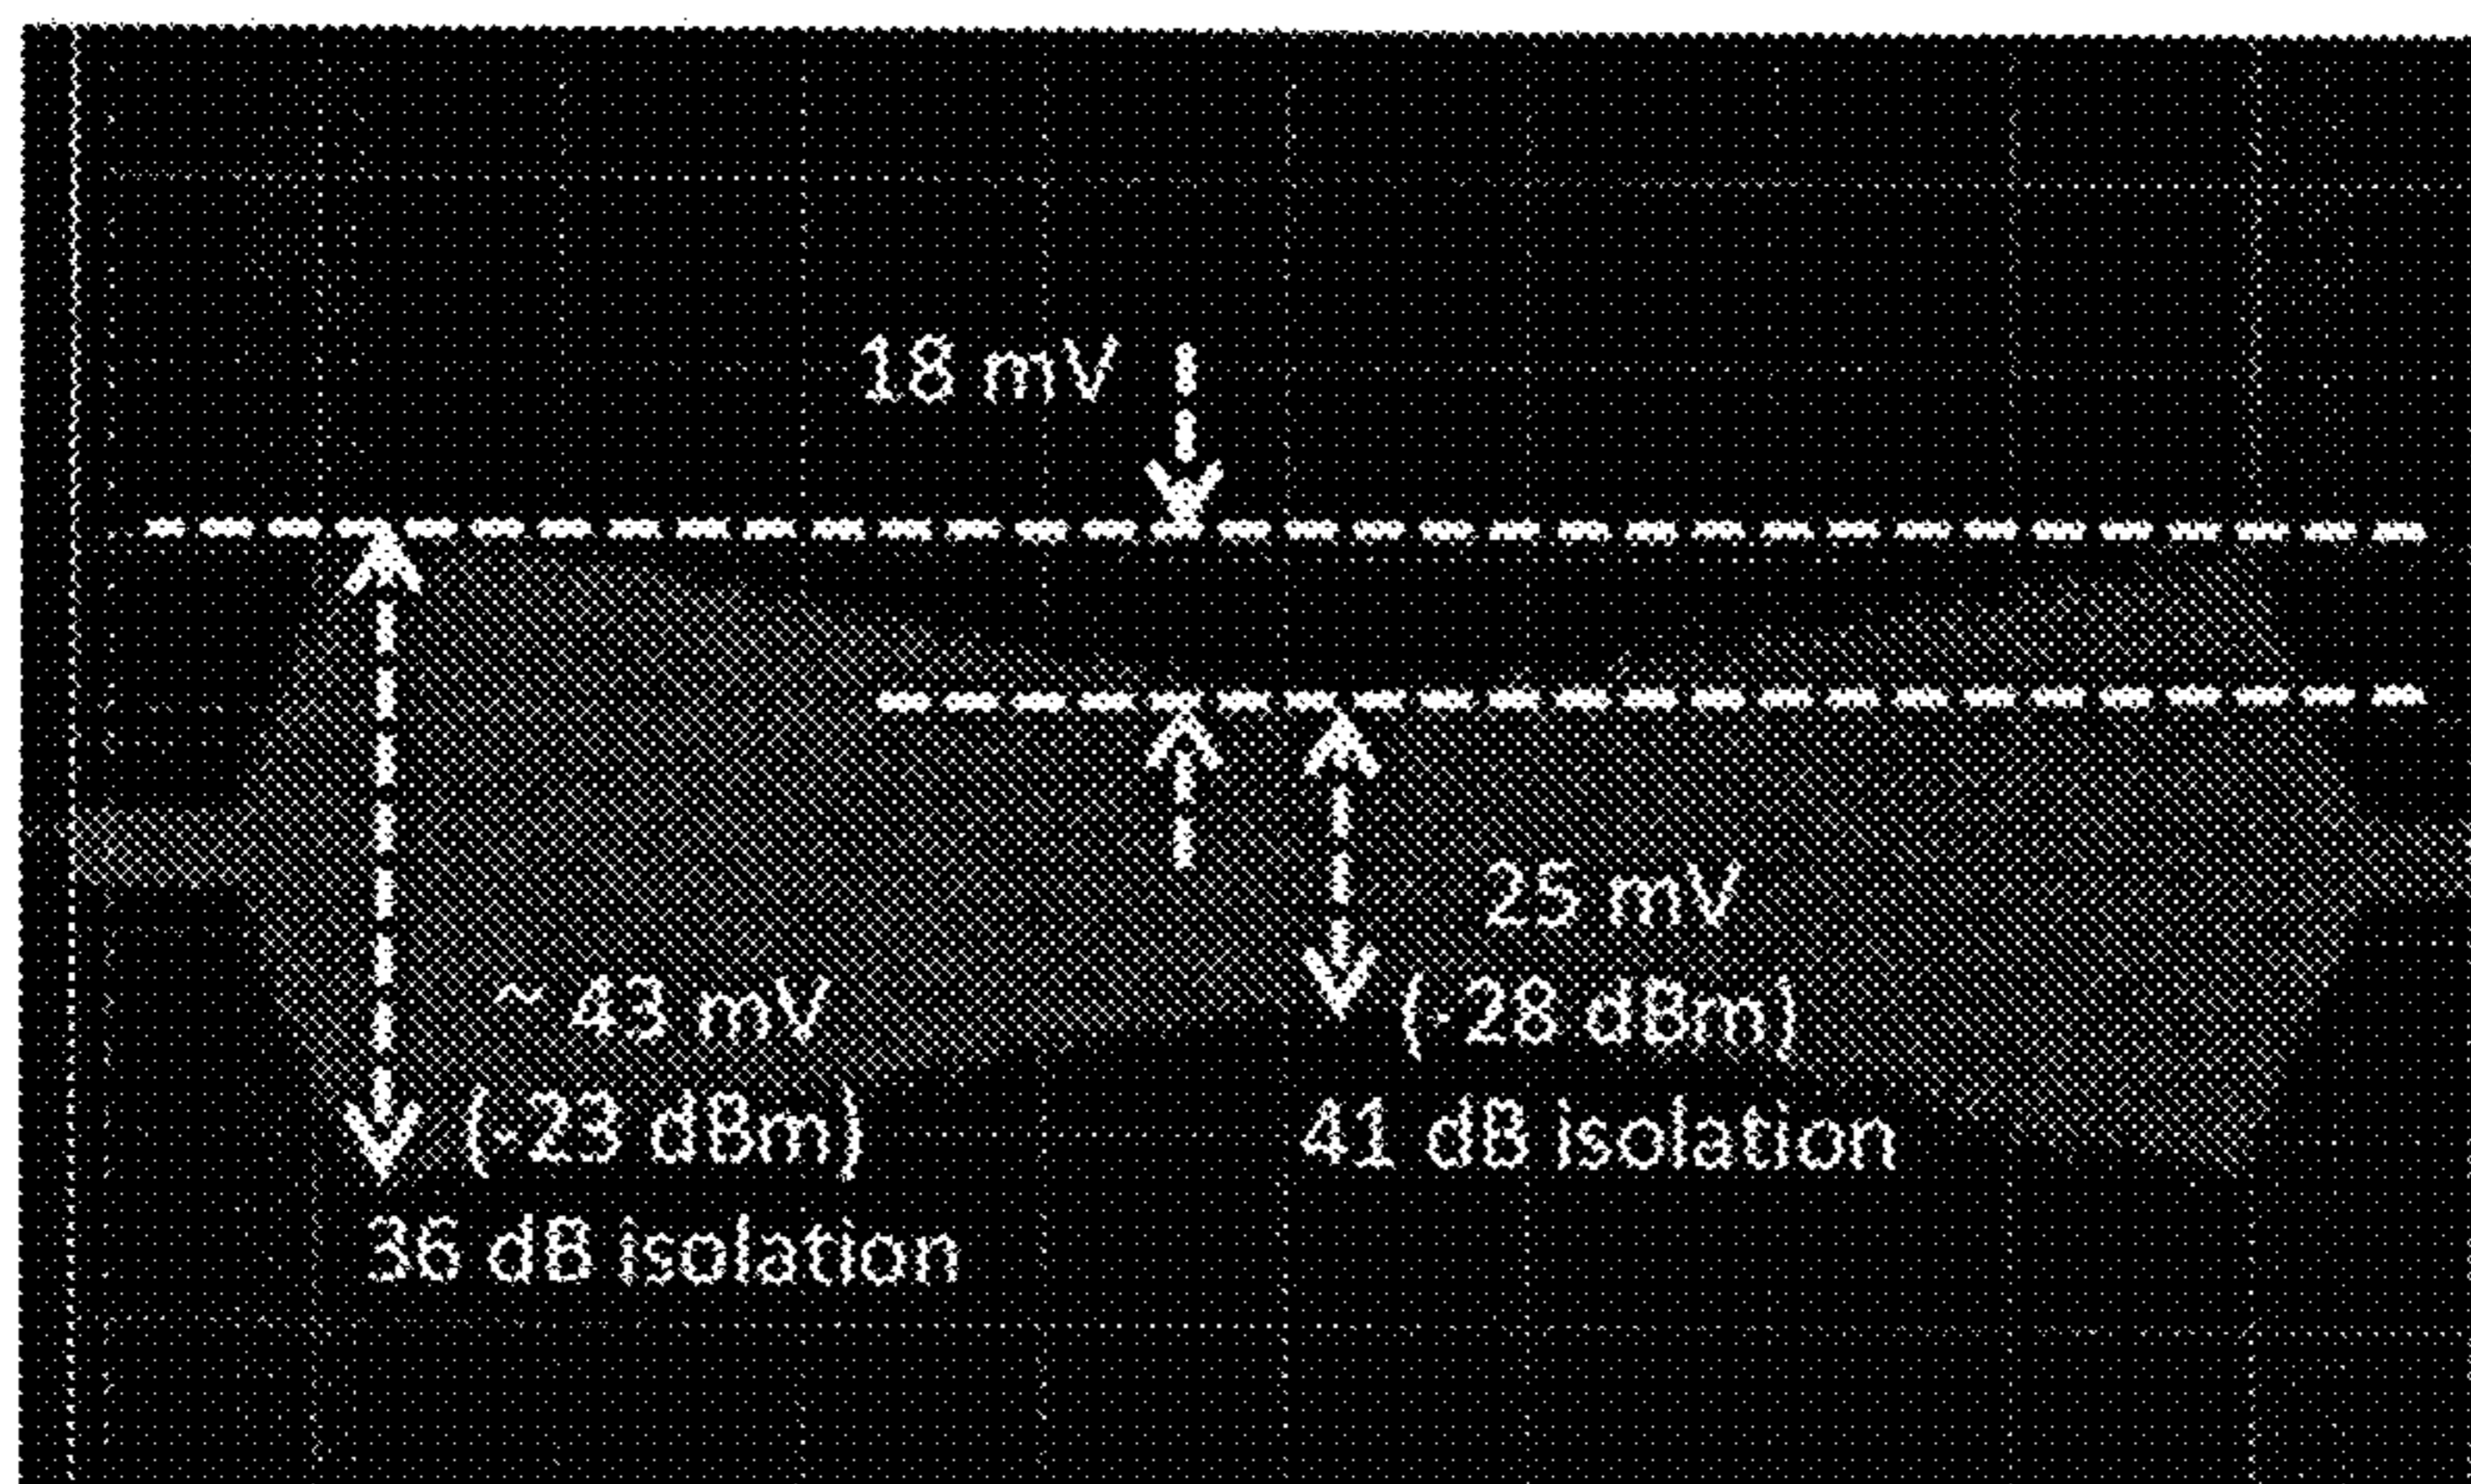 18 mV
~ 43 mV
(-23 dBm)
36 dB isolation
25 mV
(- 28 dBm)
41 dB isolation